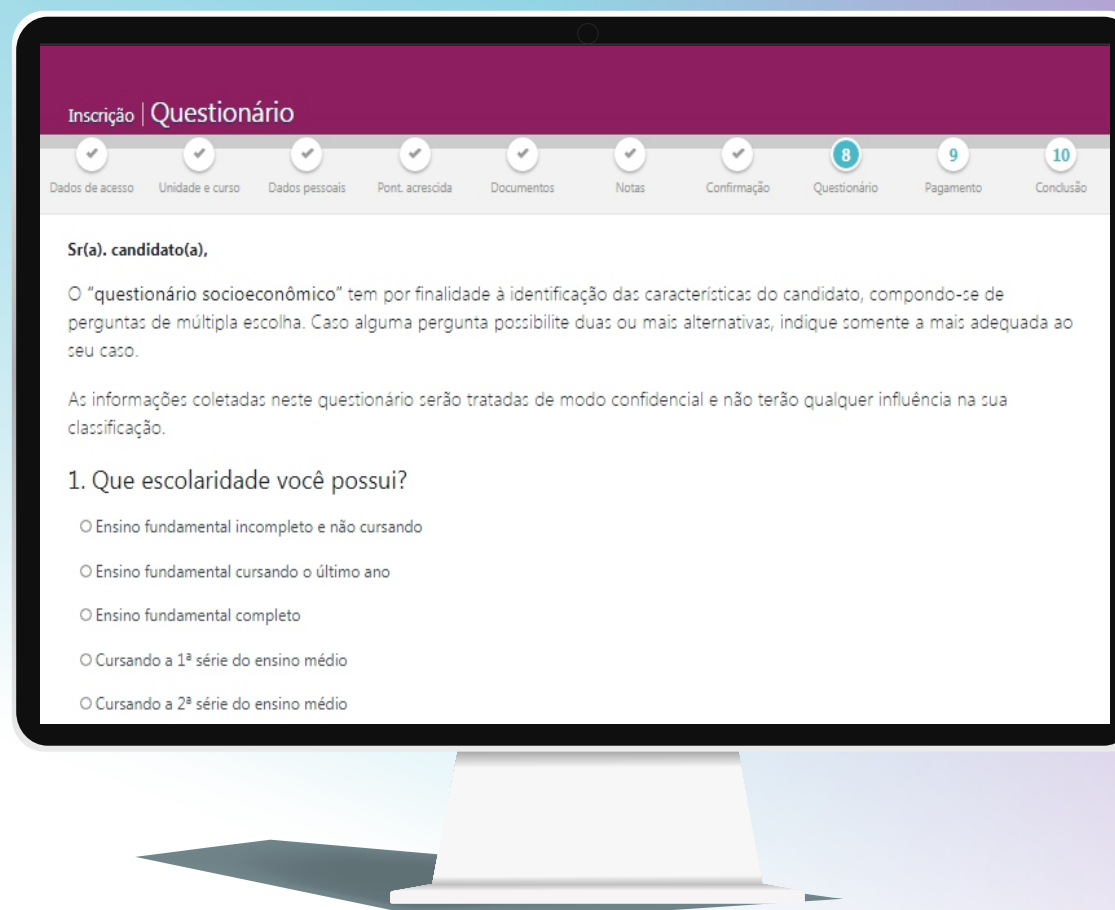 Inscrição | Questionário
8 9 10
Dados de acesso Unidade e curso Dados pessoais Pont. acrescida Documentos Notas Confirmação Questionário Pagamento Conclusão
Sr(a). candidato(a),
O "questionário socioeconômico" tem por finalidade à identificação das características do candidato, compondo-se de
perguntas de múltipla escolha. Caso alguma pergunta possibilite duas ou mais alternativas, indique somente a mais adequada ao
seu caso.
As informações coletadas neste questionário serão tratadas de modo confidencial e não terão qualquer influência na sua
classificação.
1. Que escolaridade você possui?
Ensino fundamental incompleto e não cursando
Ensino fundamental cursando o último ano
Ensino fundamental completo
Cursando a 1ª série do ensino médio
Cursando a 2ª série do ensino médio